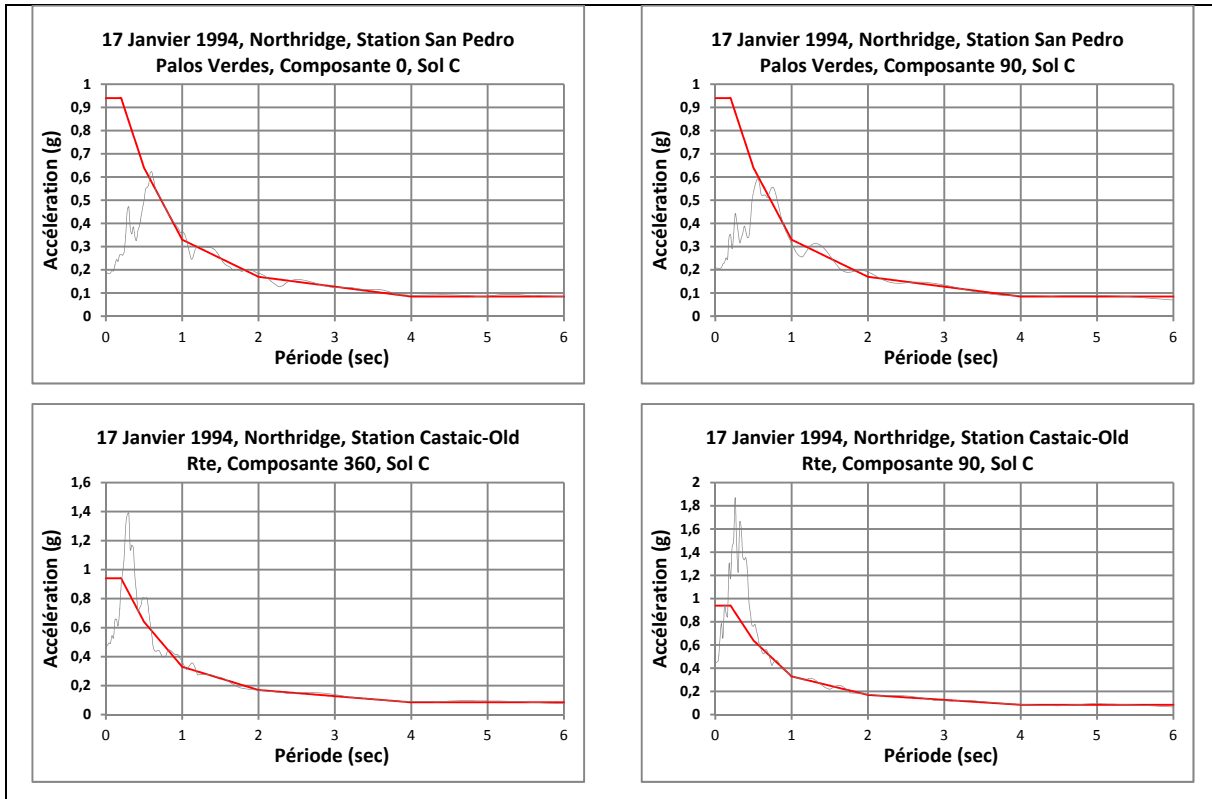 17 Janvier 1994, Northridge, Station San Pedro
Palos Verdes, Composante 0, Sol C
Accélération (g)
1
0,9
0,8
0,7
0,6
0,5
0,4
0,3
0,2
0,1
0
0 1 2 3 4 5 6
Période (sec)
17 Janvier 1994, Northridge, Station San Pedro
Palos Verdes, Composante 90, Sol C
Accélération (g)
1
0,9
0,8
0,7
0,6
0,5
0,4
0,3
0,2
0,1
0
0 1 2 3 4 5 6
Période (sec)
17 Janvier 1994, Northridge, Station Castaic-Old
Rte, Composante 360, Sol C
Accélération (g)
1,6
1,4
1,2
1
0,8
0,6
0,4
0,2
0
0 1 2 3 4 5 6
Période (sec)
17 Janvier 1994, Northridge, Station Castaic-Old
Rte, Composante 90, Sol C
Accélération (g)
2
1,8
1,6
1,4
1,2
1
0,8
0,6
0,4
0,2
0
0 1 2 3 4 5 6
Période (sec)